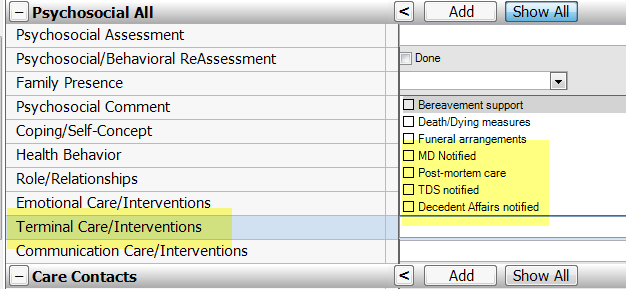 Psychosocial All < Add Show All
Psychosocial Assessment
Psychosocial/Behavioral ReAssessment Done
Family Presence
Psychosocial Comment Bereavement support
Coping/Self-Concept Death/Dying measures
Funeral arrangements
Health Behavior MD Notified
Role/Relationships Post-mortem care
TDS notified
Emotional Care/Interventions Decedent Affairs notified
Terminal Care/Interventions
Communication Care/Interventions
Care Contacts < Add Show All